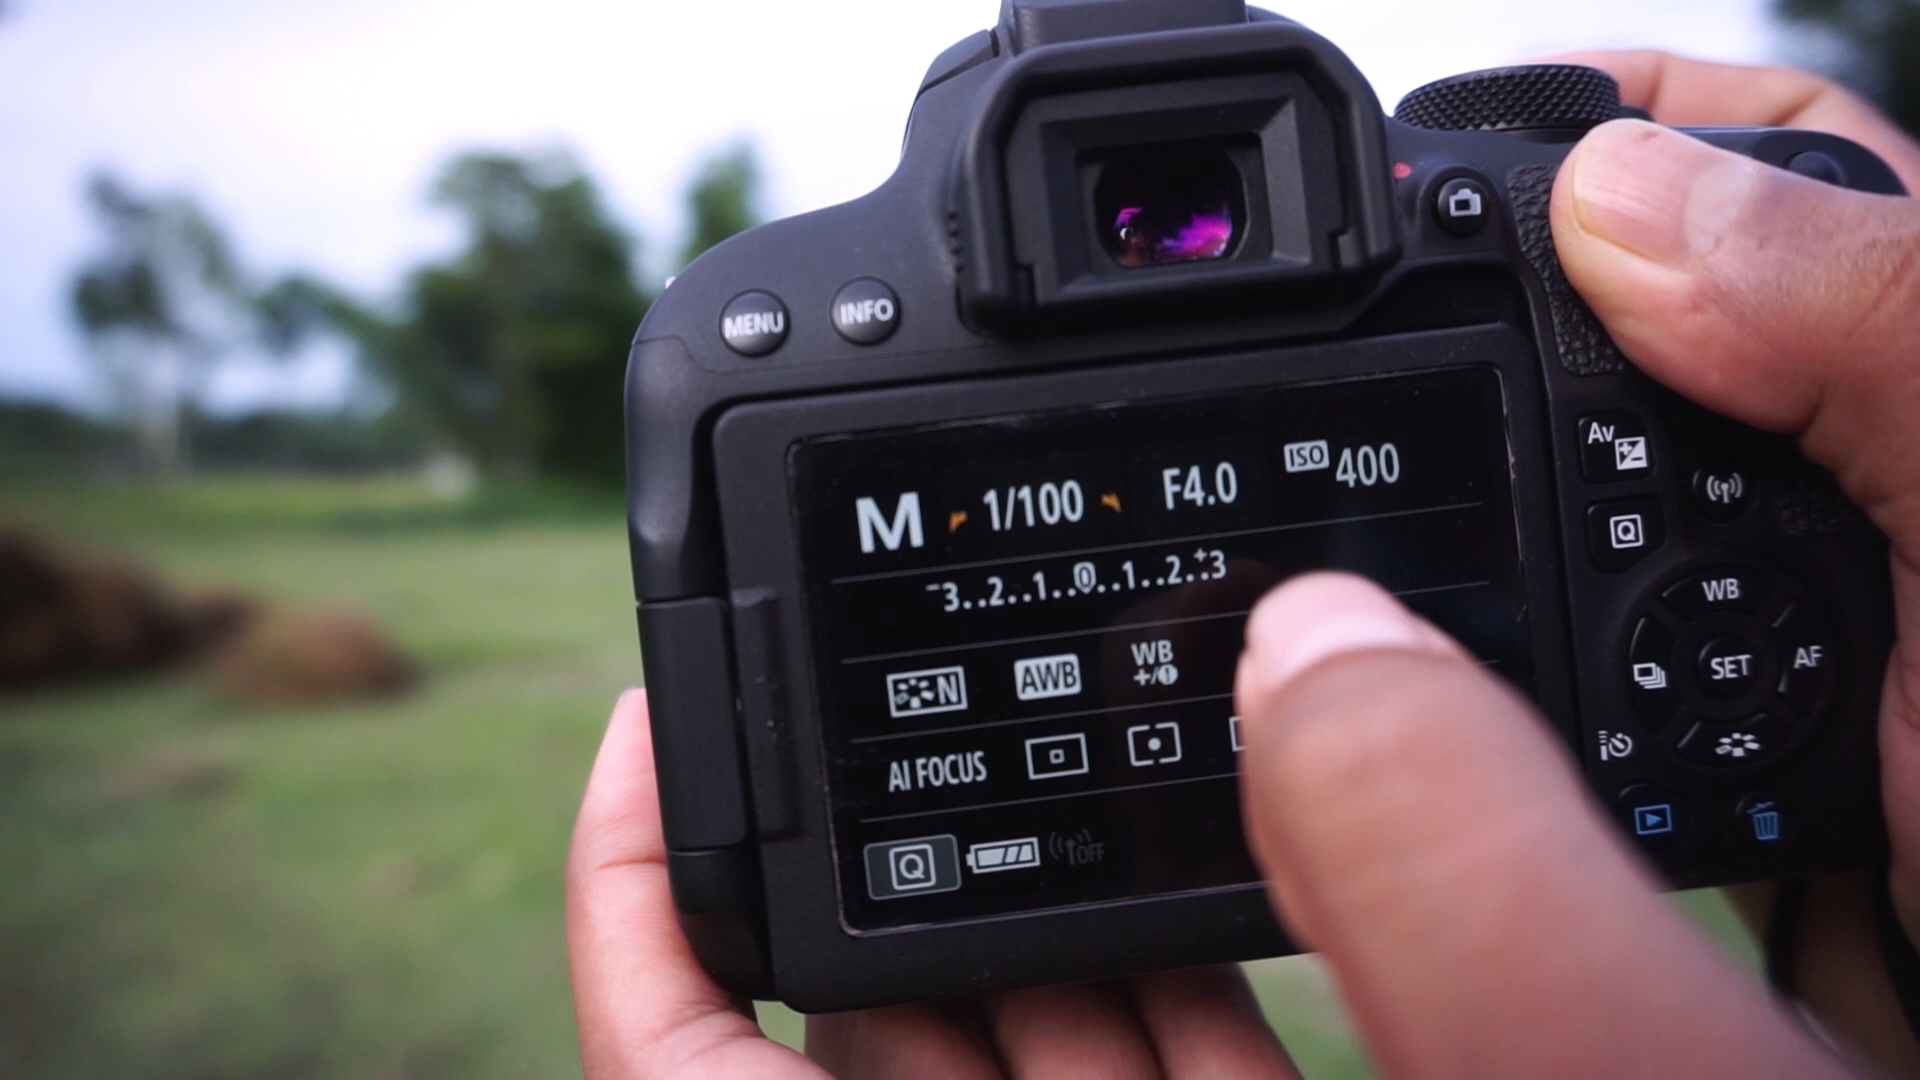 MENU INFO
M 1/100 F4.0 ISO 400
-3..2..1..0..1..2..+3
N AWB WB +/-
AI FOCUS
Q OFF
Av
Q
WB
AF
SET